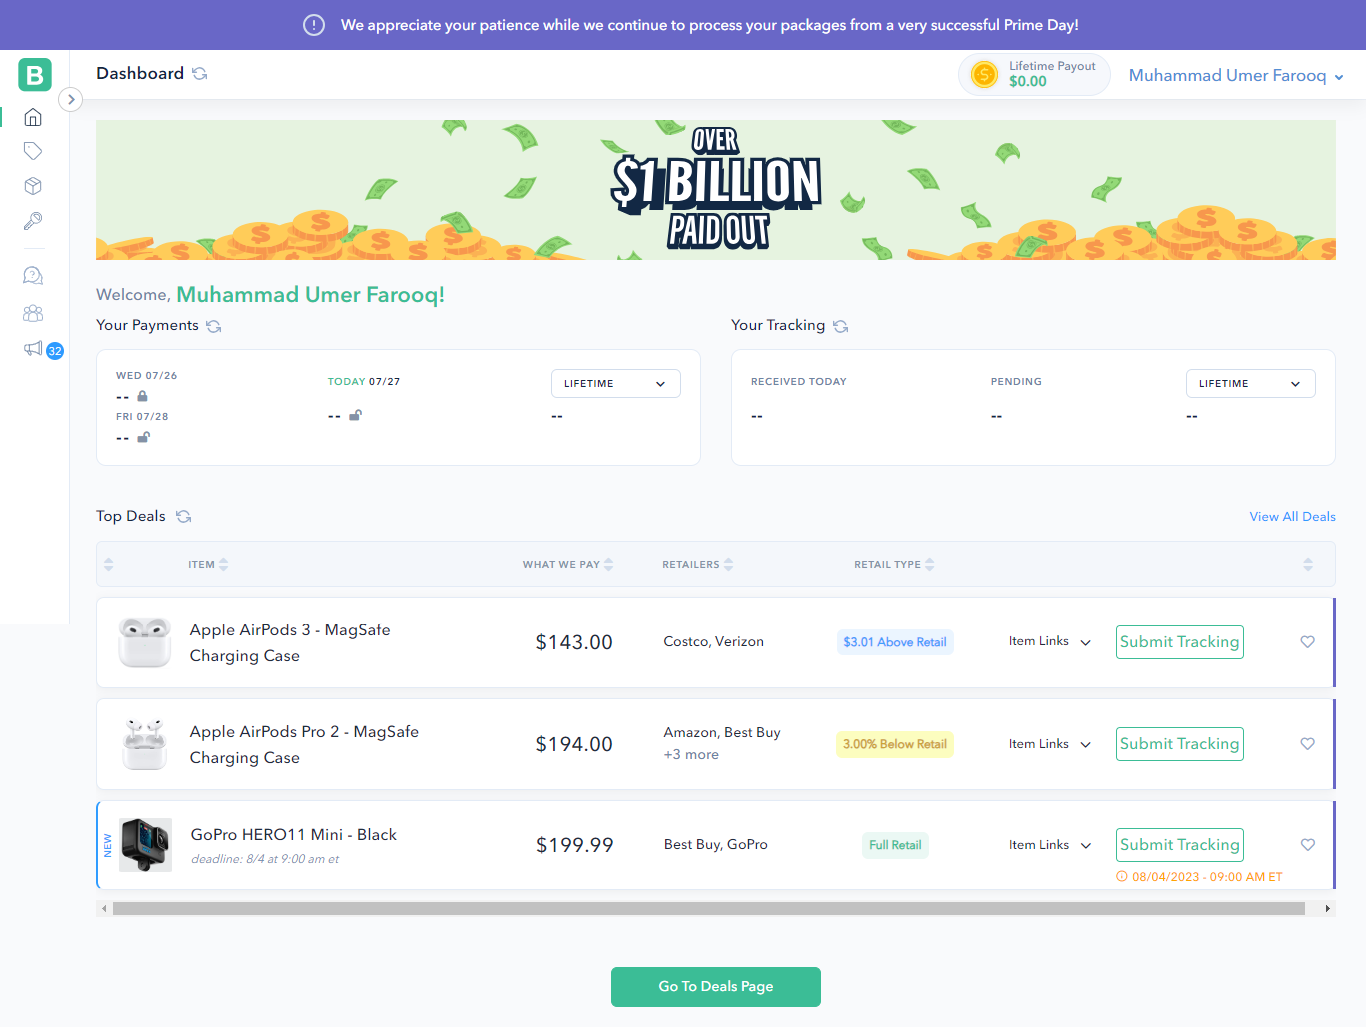 We appreciate your patience while we continue to process your packages from a very successful Prime Day!
B
Dashboard
Lifetime Payout
$0.00
Muhammad Umer Farooq
OVER
$1 BILLION
PAID OUT
Welcome, Muhammad Umer Farooq!
Your Payments
Your Tracking
WED 07/26
--
FRI 07/28
--
TODAY 07/27
--
LIFETIME
--
RECEIVED TODAY
--
PENDING
--
LIFETIME
--
32
Top Deals
View All Deals
ITEM
WHAT WE PAY
RETAILERS
RETAIL TYPE
Apple AirPods 3 - MagSafe
Charging Case
$143.00
Costco, Verizon
$3.01 Above Retail
Item Links
Submit Tracking
Apple AirPods Pro 2 - MagSafe
Charging Case
$194.00
Amazon, Best Buy
+3 more
3.00% Below Retail
Item Links
Submit Tracking
NEW
GoPro HERO11 Mini - Black
deadline: 8/4 at 9:00 am et
$199.99
Best Buy, GoPro
Full Retail
Item Links
Submit Tracking
08/04/2023 - 09:00 AM ET
Go To Deals Page